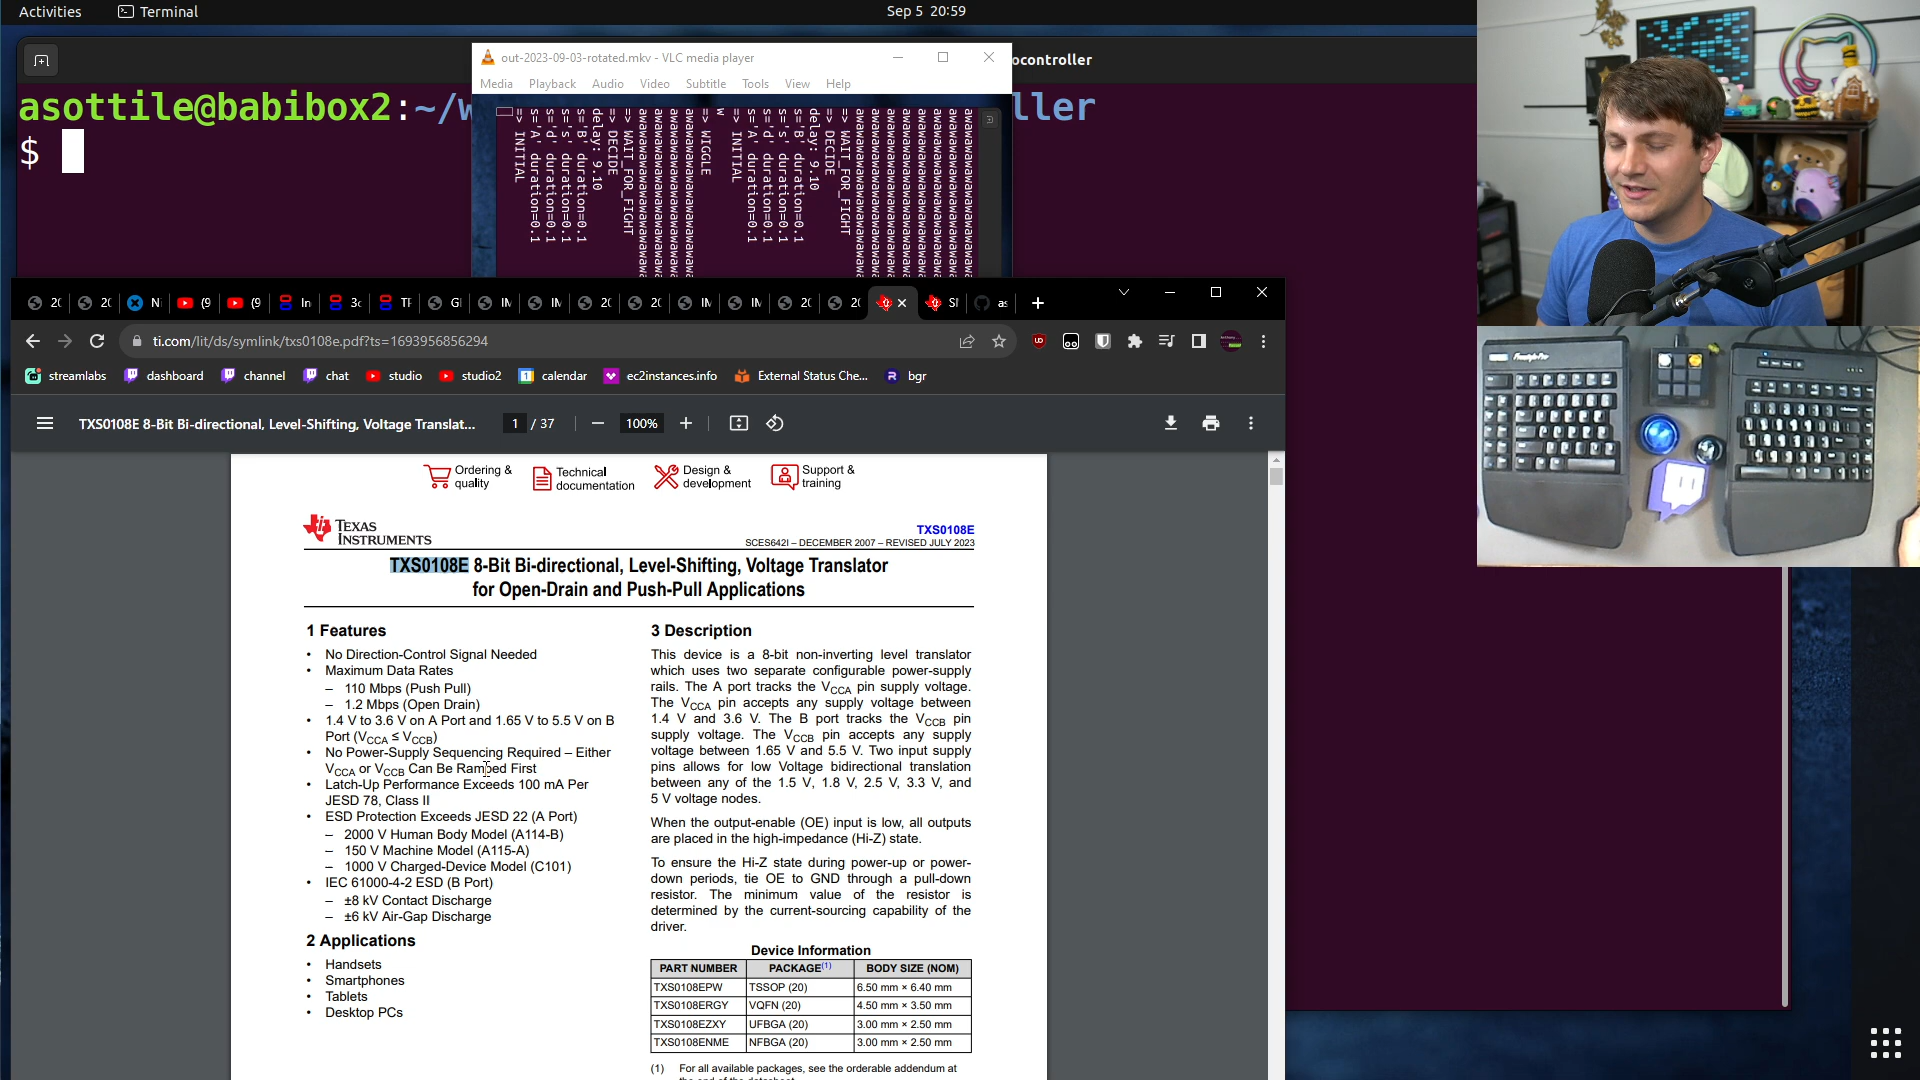 Activities
Terminal
Sep 5 20:59
out-2023-09-03-rotated.mkv - VLC media player
ocontroller
Media Playback Audio Video Subtitle Tools View Help
asottile@babibox2:~/w
ller
$
=> INITIAL
s='A' duration=0.1
s='d' duration=0.1
s='s' duration=0.1
s='B' duration=0.1
delay: 9.10
=> DECIDE
=> WAIT_FOR_FIGHT
=> WIGGLE
w
=> INITIAL
s='A' duration=0.1
s='d' duration=0.1
s='s' duration=0.1
s='B' duration=0.1
delay: 9.10
=> DECIDE
=> WAIT_FOR_FIGHT
ti.com/lit/ds/symlink/txs0108e.pdf?ts=1693956856294
streamlabs dashboard channel chat studio studio2 calendar ec2instances.info External Status Che... bgr
TXS0108E 8-Bit Bi-directional, Level-Shifting, Voltage Translat...
1 / 37
100%
Ordering & quality
Technical documentation
Design & development
Support & training
TEXAS INSTRUMENTS
TXS0108E
SCES642I – DECEMBER 2007 – REVISED JULY 2023
TXS0108E 8-Bit Bi-directional, Level-Shifting, Voltage Translator
for Open-Drain and Push-Pull Applications
1 Features
• No Direction-Control Signal Needed
• Maximum Data Rates
– 110 Mbps (Push Pull)
– 1.2 Mbps (Open Drain)
• 1.4 V to 3.6 V on A Port and 1.65 V to 5.5 V on B
Port (VCCA ≤ VCCB)
• No Power-Supply Sequencing Required – Either
VCCA or VCCB Can Be Ramped First
• Latch-Up Performance Exceeds 100 mA Per
JESD 78, Class II
• ESD Protection Exceeds JESD 22 (A Port)
– 2000 V Human Body Model (A114-B)
– 150 V Machine Model (A115-A)
– 1000 V Charged-Device Model (C101)
• IEC 61000-4-2 ESD (B Port)
– ±8 kV Contact Discharge
– ±6 kV Air-Gap Discharge
2 Applications
• Handsets
• Smartphones
• Tablets
• Desktop PCs
3 Description
This device is a 8-bit non-inverting level translator
which uses two separate configurable power-supply
rails. The A port tracks the VCCA pin supply voltage.
The VCCA pin accepts any supply voltage between
1.4 V and 3.6 V. The B port tracks the VCCB pin
supply voltage. The VCCB pin accepts any supply
voltage between 1.65 V and 5.5 V. Two input supply
pins allows for low Voltage bidirectional translation
between any of the 1.5 V, 1.8 V, 2.5 V, 3.3 V, and
5 V voltage nodes.
When the output-enable (OE) input is low, all outputs
are placed in the high-impedance (Hi-Z) state.
To ensure the Hi-Z state during power-up or power-
down periods, tie OE to GND through a pull-down
resistor. The minimum value of the resistor is
determined by the current-sourcing capability of the
driver.
Device Information
PART NUMBER PACKAGE(1) BODY SIZE (NOM)
TXS0108EPW TSSOP (20) 6.50 mm × 6.40 mm
TXS0108ERGY VQFN (20) 4.50 mm × 3.50 mm
TXS0108EZXY UFBGA (20) 3.00 mm × 2.50 mm
TXS0108ENME NFBGA (20) 3.00 mm × 2.50 mm
(1) For all available packages, see the orderable addendum at